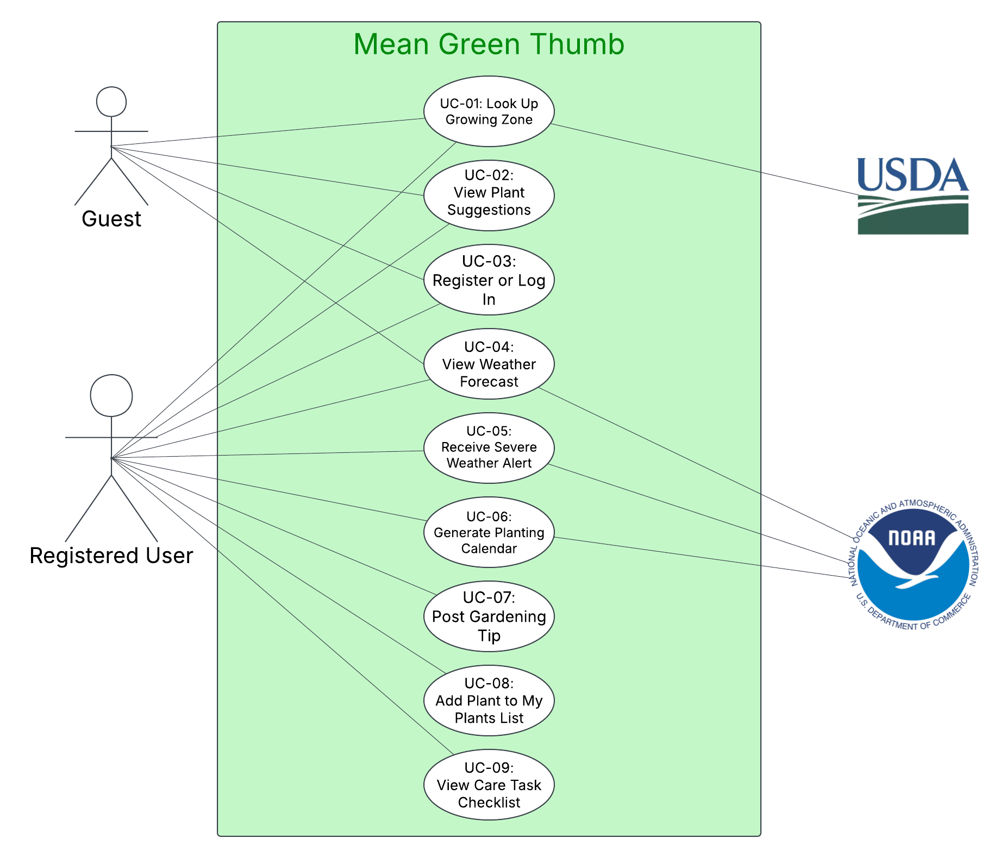 Mean Green Thumb
Guest
Registered User
UC-01: Look Up
Growing Zone
UC-02:
View Plant
Suggestions
UC-03:
Register or Log
In
UC-04:
View Weather
Forecast
UC-05:
Receive Severe
Weather Alert
UC-06:
Generate Planting
Calendar
UC-07:
Post Gardening
Tip
UC-08:
Add Plant to My
Plants List
UC-09:
View Care Task
Checklist
USDA
NATIONAL OCEANIC AND ATMOSPHERIC ADMINISTRATION
NOAA
U.S. DEPARTMENT OF COMMERCE